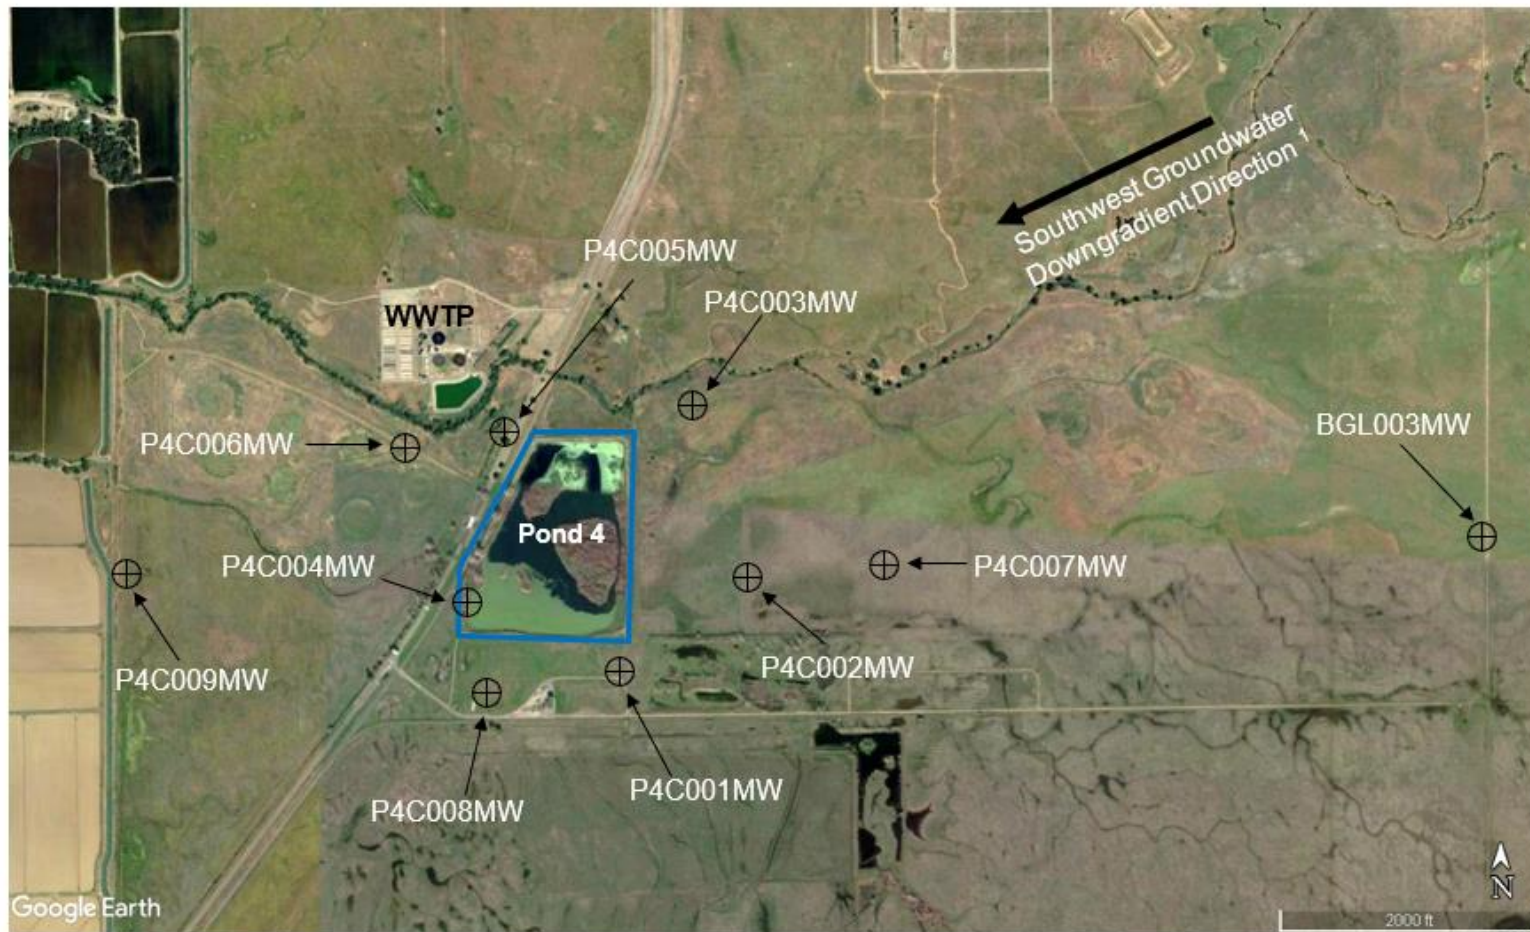 Southwest Groundwater
Downgradient Direction 1
P4C005MW
P4C003MW
WWTP
P4C006MW
BGL003MW
Pond 4
P4C004MW
P4C007MW
P4C002MW
P4C009MW
P4C001MW
P4C008MW
N
Google Earth
2000 ft